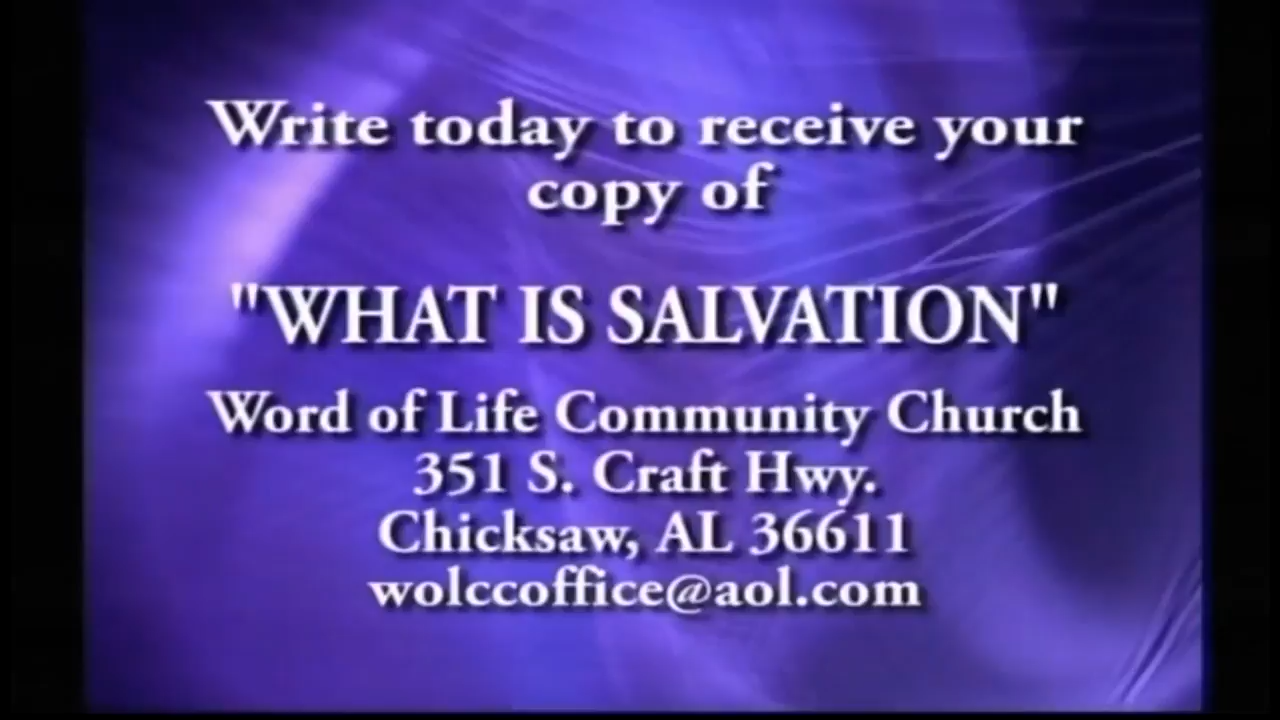 Write today to receive your
copy of
"WHAT IS SALVATION"
Word of Life Community Church
351 S. Craft Hwy.
Chicksaw, AL 36611
wolccoffice@aol.com